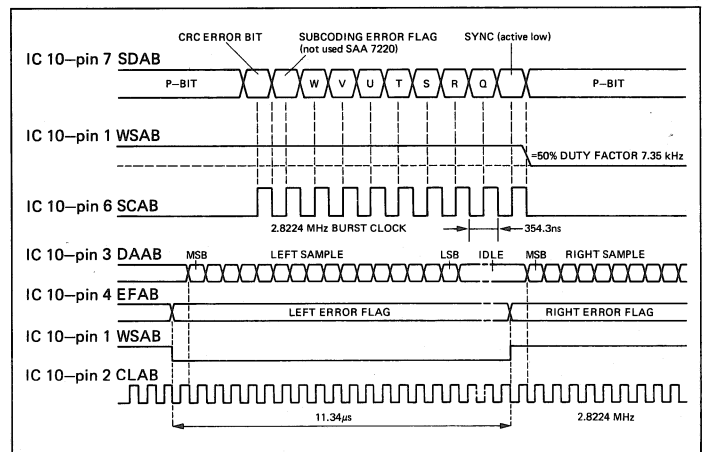 CRC ERROR BIT
SUBCODING ERROR FLAG
(not used SAA 7220)
SYNC (active low)
IC 10—pin 7 SDAB
P—BIT W V U T S R Q P—BIT
IC 10—pin 1 WSAB
=50% DUTY FACTOR 7.35 kHz
IC 10—pin 6 SCAB
2.8224 MHz BURST CLOCK 354.3ns
IC 10—pin 3 DAAB
MSB LEFT SAMPLE LSB IDLE MSB RIGHT SAMPLE
IC 10—pin 4 EFAB
LEFT ERROR FLAG RIGHT ERROR FLAG
IC 10—pin 1 WSAB
IC 10—pin 2 CLAB
11.34µs 2.8224 MHz